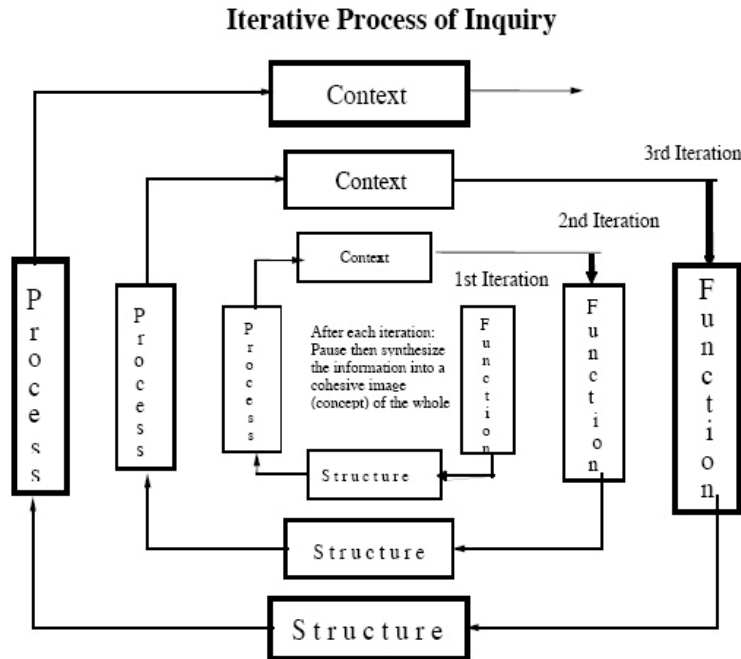 Iterative Process of Inquiry
Context
3rd Iteration
Context
2nd Iteration
Context
1st Iteration
Process
Process
Process
After each iteration:
Pause then synthesize
the information into a
cohesive image
(concept) of the whole
Function
Function
Function
Structure
Structure
Structure